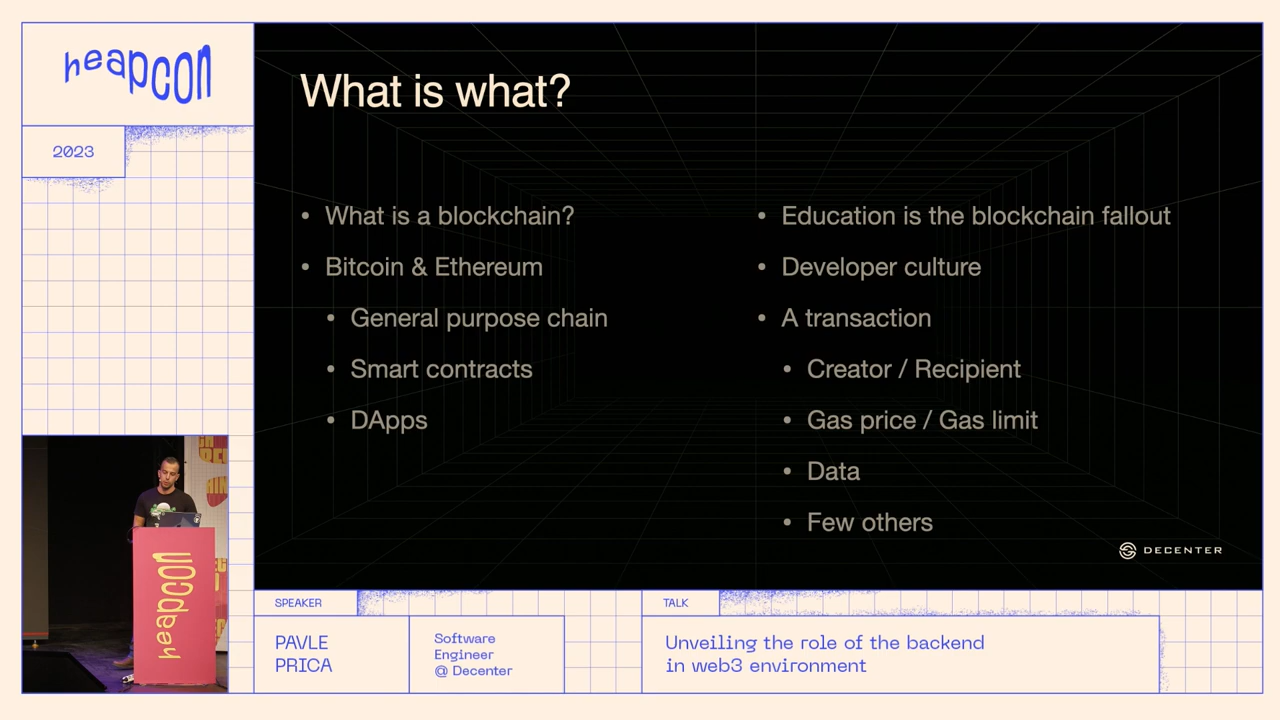 heapcon
2023
What is what?
• What is a blockchain?
• Bitcoin & Ethereum
• General purpose chain
• Smart contracts
• DApps
• Education is the blockchain fallout
• Developer culture
• A transaction
• Creator / Recipient
• Gas price / Gas limit
• Data
• Few others
DECENTER
heapcon
SPEAKER
PAVLE
PRICA
Software
Engineer
@ Decenter
TALK
Unveiling the role of the backend
in web3 environment